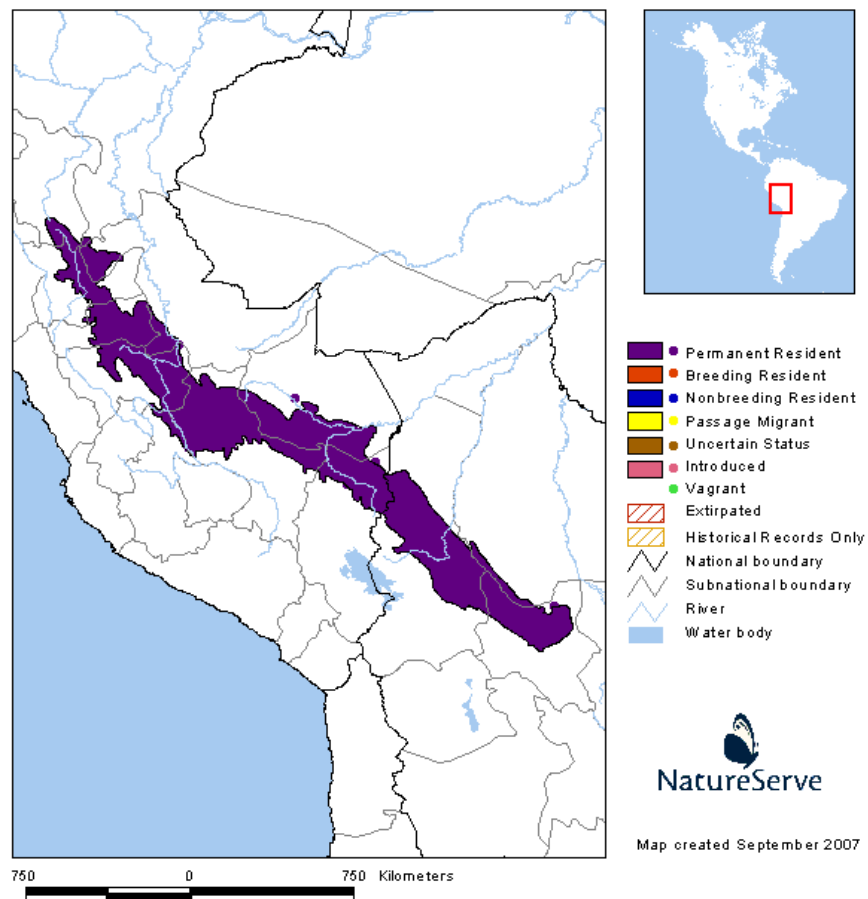 Permanent Resident
Breeding Resident
Nonbreeding Resident
Passage Migrant
Uncertain Status
Introduced
Vagrant
Extirpated
Historical Records Only
National boundary
Subnational boundary
River
Water body
NatureServe
Map created September 2007
750 0 750 Kilometers